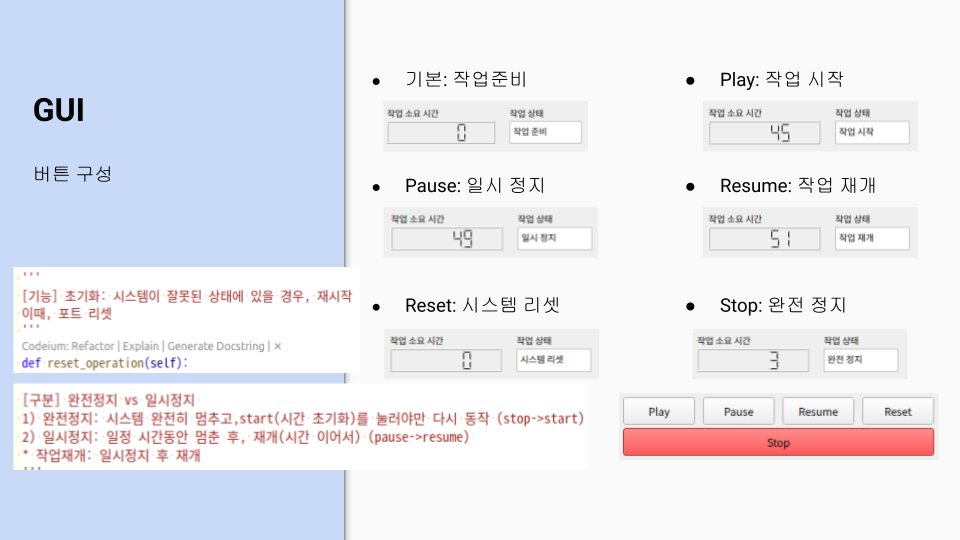 GUI
버튼 구성
'''
[기능] 초기화: 시스템이 잘못된 상태에 있을 경우, 재시작
이때, 포트 리셋
'''
Codeium: Refactor | Explain | Generate Docstring | ×
def reset_operation(self):
[구분] 완전정지 vs 일시정지
1) 완전정지: 시스템 완전히 멈추고,start(시간 초기화)를 눌러야만 다시 동작 (stop->start)
2) 일시정지: 일정 시간동안 멈춘 후, 재개(시간 이어서) (pause->resume)
* 작업재개: 일시정지 후 재개
'''
● 기본: 작업준비
작업 소요 시간 작업 상태
0 작업 준비
● Play: 작업 시작
작업 소요 시간 작업 상태
45 작업 시작
● Pause: 일시 정지
작업 소요 시간 작업 상태
49 일시 정지
● Resume: 작업 재개
작업 소요 시간 작업 상태
51 작업 재개
● Reset: 시스템 리셋
작업 소요 시간 작업 상태
0 시스템 리셋
● Stop: 완전 정지
작업 소요 시간 작업 상태
3 완전 정지
Play Pause Resume Reset
Stop